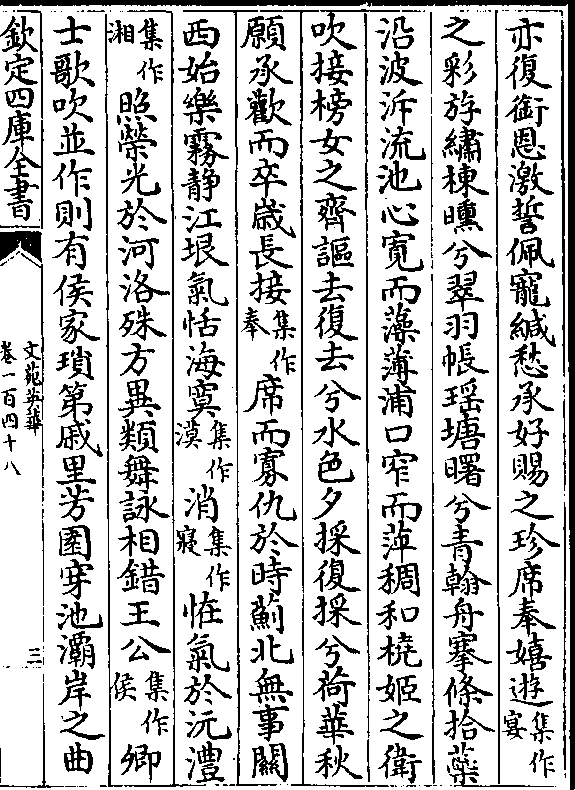 亦復銜恩激誓佩寵緘愁承好賜之珍席奉嬉遊集作宴
之彩斿繡棟曛兮翠羽帳瑶塘曙兮青翰舟搴條拾蘂
沿波泝流池心寛而藻薄浦口窄而萍稠和橈姬之衛
吹接榜女之齊謳去復去兮水色夕採復採兮荷華秋
願承歡而卒嵗長接集作奉席而寡仇於時薊北無事關
西始樂霧静江垠氣恬海寞集作漠消集作寢恠氣於沅澧
集作湘照榮光於河洛殊方異類舞詠相錯王公集作侯卿
士歌吹並作則有侯家瑣第戚里芳園穿池灞岸之曲
欽定四庫全書
文苑英華
卷一百四十八
三